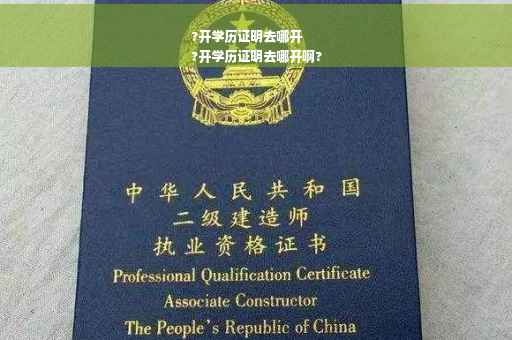 ?开学历证明去哪开
?开学历证明去哪开啊?
中华人民共和国
二级建造师
执业资格证书
Professional Qualification Certificate
Associate Constructor
The People's Republic of China